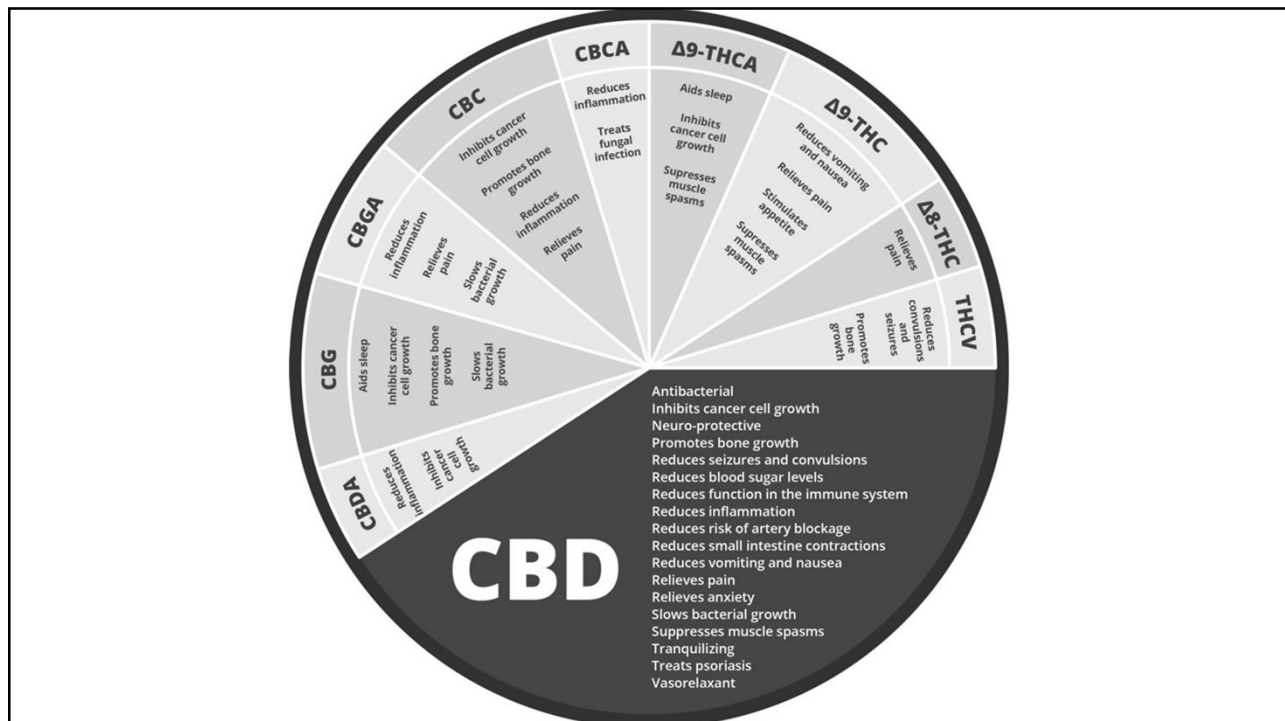 CBCA
Reduces
inflammation
Treats
fungal
infection
Δ9-THCA
Aids sleep
Inhibits
cancer cell
growth
Supresses
muscle
spasms
Δ9-THC
Reduces vomiting
and nausea
Relieves pain
Stimulates
appetite
Supresses
muscle
spasms
Δ8-THC
Relieves
pain
THCV
Reduces
convulsions
and
seizures
Promotes
bone
growth
CBD
Antibacterial
Inhibits cancer cell growth
Neuro-protective
Promotes bone growth
Reduces seizures and convulsions
Reduces blood sugar levels
Reduces function in the immune system
Reduces inflammation
Reduces risk of artery blockage
Reduces small intestine contractions
Reduces vomiting and nausea
Relieves pain
Relieves anxiety
Slows bacterial growth
Suppresses muscle spasms
Tranquilizing
Treats psoriasis
Vasorelaxant
CBDA
Reduces
inflammation
Inhibits
cancer
cell
growth
CBG
Aids sleep
Inhibits cancer
cell growth
Promotes bone
growth
Slows
bacterial
growth
CBGA
Reduces
inflammation
Relieves
pain
Slows
bacterial
growth
CBC
Inhibits cancer
cell growth
Promotes bone
growth
Reduces
inflammation
Relieves
pain